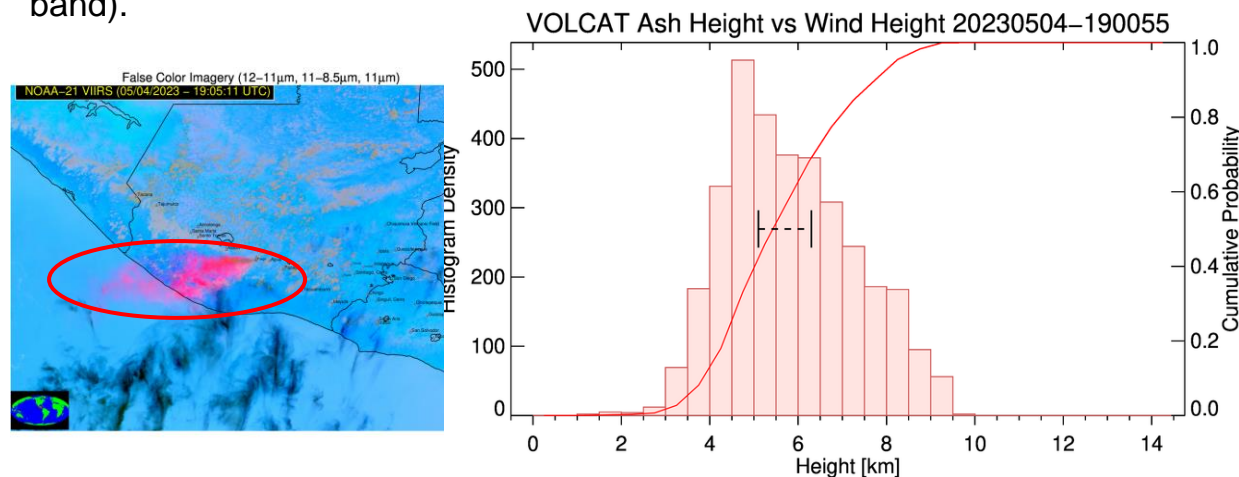 band).
VOLCAT Ash Height vs Wind Height 20230504−190055
False Color Imagery (12−11μm, 11−8.5μm, 11μm)
NOAA−21 VIIRS (05/04/2023 − 19:05:11 UTC)
Histogram Density
500
400
300
200
100
0
1.0
0.8
0.6
0.4
0.2
0.0
Cumulative Probability
0 2 4 6 8 10 12 14
Height [km]